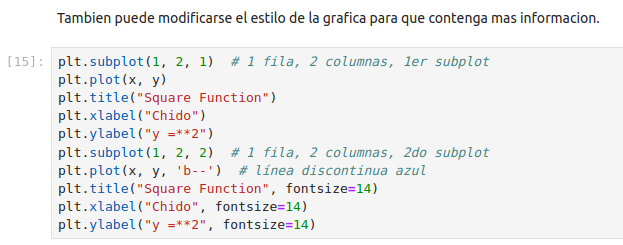 Tambien puede modificarse el estilo de la grafica para que contenga mas informacion.
[15]: plt.subplot(1, 2, 1)  # 1 fila, 2 columnas, 1er subplot
plt.plot(x, y)
plt.title("Square Function")
plt.xlabel("Chido")
plt.ylabel("y =**2")
plt.subplot(1, 2, 2)  # 1 fila, 2 columnas, 2do subplot
plt.plot(x, y, 'b--')  # línea discontinua azul
plt.title("Square Function", fontsize=14)
plt.xlabel("Chido", fontsize=14)
plt.ylabel("y =**2", fontsize=14)